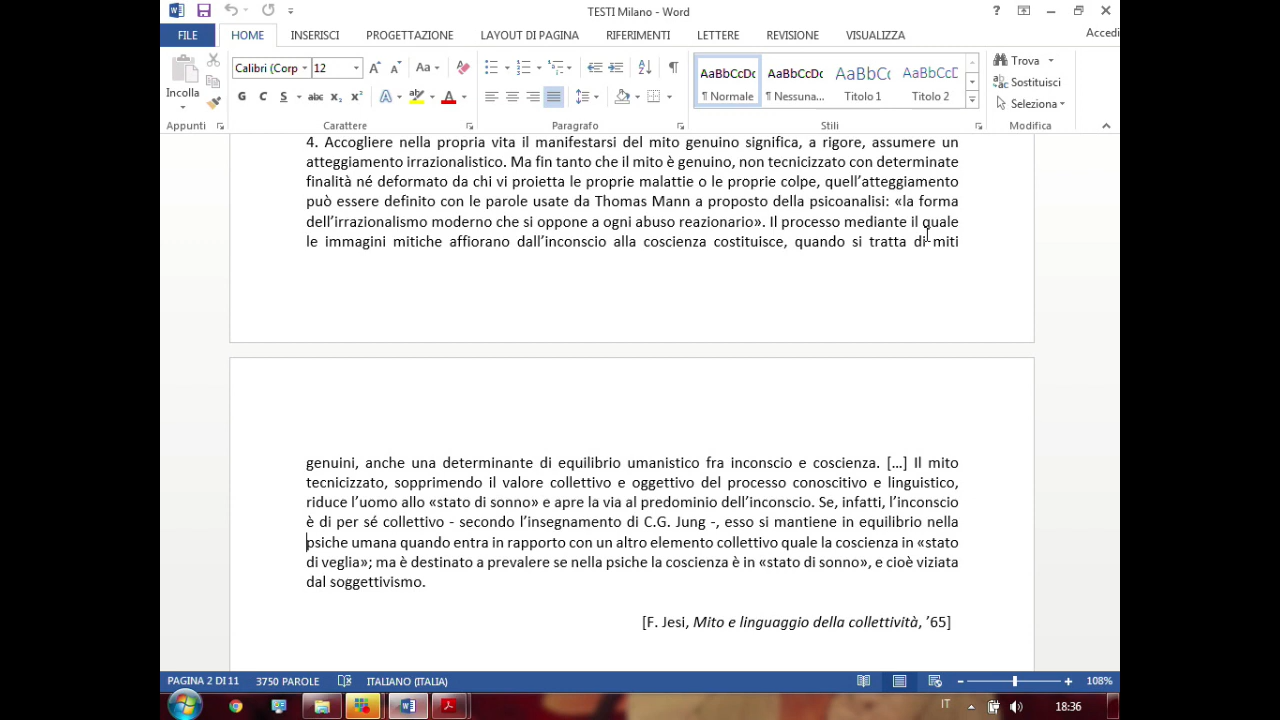 TESTI Milano - Word
?
FILE HOME INSERISCI PROGETTAZIONE LAYOUT DI PAGINA RIFERIMENTI LETTERE REVISIONE VISUALIZZA Accedi
Incolla
Calibri (Corp 12 Aa
G C S abc x₂ x² A ab A
AaBbCcDc AaBbCcDc AaBbCc AaBbCcD
¶ Normale ¶ Nessuna... Titolo 1 Titolo 2
Trova
Sostituisci
Seleziona
Appunti Carattere Paragrafo Stili Modifica
4. Accogliere nella propria vita il manifestarsi del mito genuino significa, a rigore, assumere un
atteggiamento irrazionalistico. Ma fin tanto che il mito è genuino, non tecnicizzato con determinate
finalità né deformato da chi vi proietta le proprie malattie o le proprie colpe, quell’atteggiamento
può essere definito con le parole usate da Thomas Mann a proposito della psicoanalisi: «la forma
dell’irrazionalismo moderno che si oppone a ogni abuso reazionario». Il processo mediante il quale
le immagini mitiche affiorano dall’inconscio alla coscienza costituisce, quando si tratta di miti
genuini, anche una determinante di equilibrio umanistico fra inconscio e coscienza. […] Il mito
tecnicizzato, sopprimendo il valore collettivo e oggettivo del processo conoscitivo e linguistico,
riduce l’uomo allo «stato di sonno» e apre la via al predominio dell’inconscio. Se, infatti, l’inconscio
è di per sé collettivo - secondo l’insegnamento di C.G. Jung -, esso si mantiene in equilibrio nella
psiche umana quando entra in rapporto con un altro elemento collettivo quale la coscienza in «stato
di veglia»; ma è destinato a prevalere se nella psiche la coscienza è in «stato di sonno», e cioè viziata
dal soggettivismo.
[F. Jesi, Mito e linguaggio della collettività, ’65]
PAGINA 2 DI 11 3750 PAROLE ITALIANO (ITALIA) 108%
IT 18:36